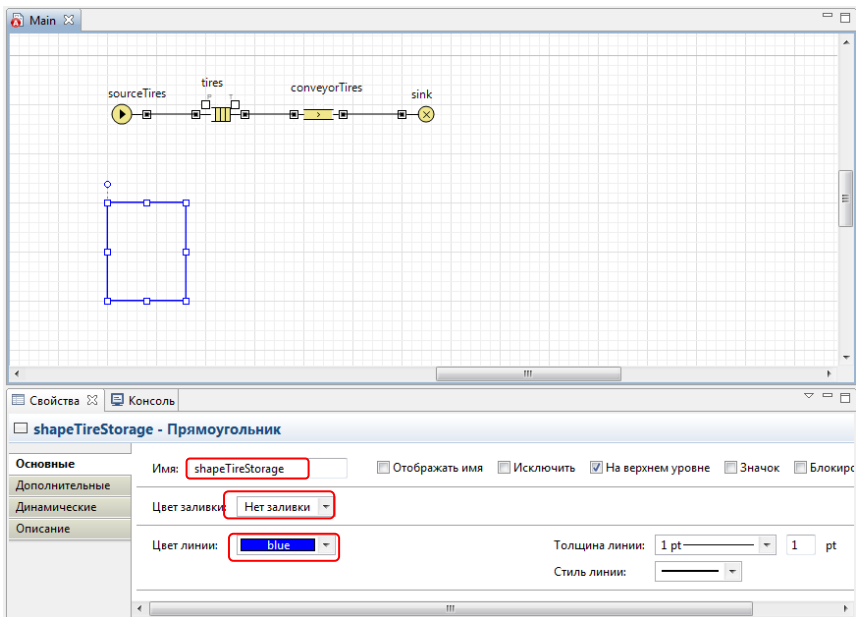 Main
sourceTires
tires
conveyorTires
sink
Свойства Консоль
shapeTireStorage - Прямоугольник
Основные
Дополнительные
Динамические
Описание
Имя: shapeTireStorage Отображать имя Исключить На верхнем уровне Значок Блокиро
Цвет заливки: Нет заливки
Цвет линии: blue Толщина линии: 1 pt 1 pt
Стиль линии: